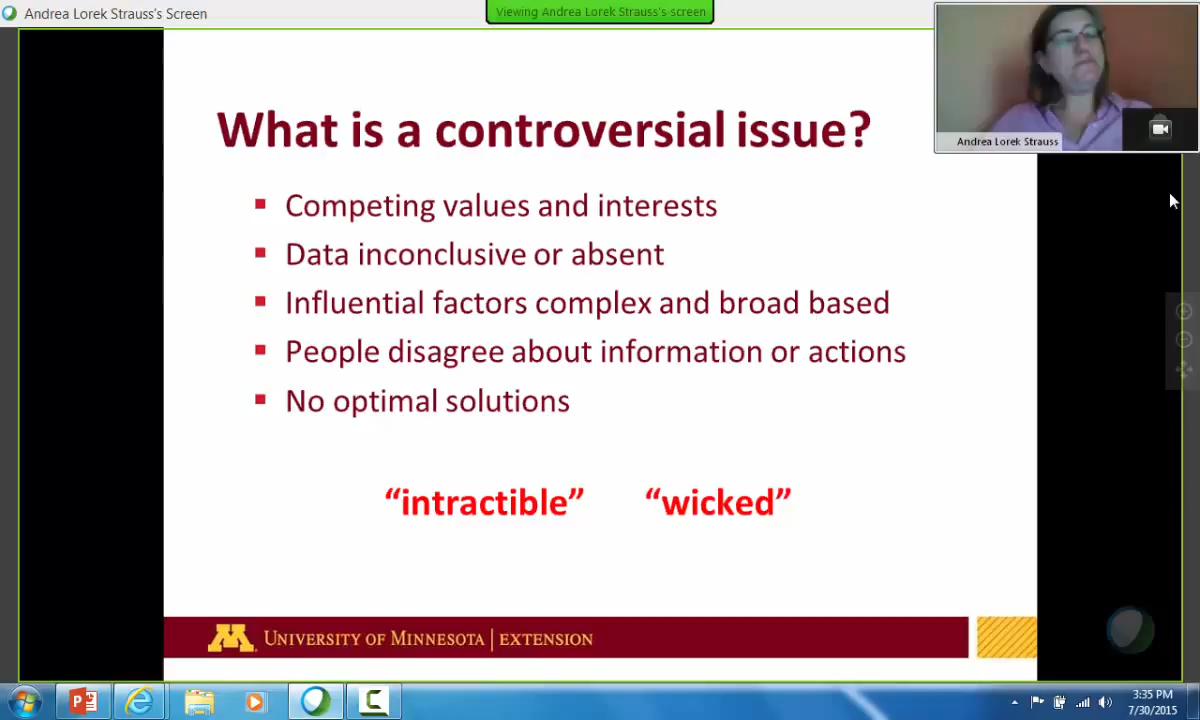 Andrea Lorek Strauss's Screen
Viewing Andrea Lorek Strauss's-screen
Andrea Lorek Strauss
What is a controversial issue?
Competing values and interests
Data inconclusive or absent
Influential factors complex and broad based
People disagree about information or actions
No optimal solutions
“intractible” “wicked”
M UNIVERSITY OF MINNESOTA | EXTENSION
3:35 PM
7/30/2015